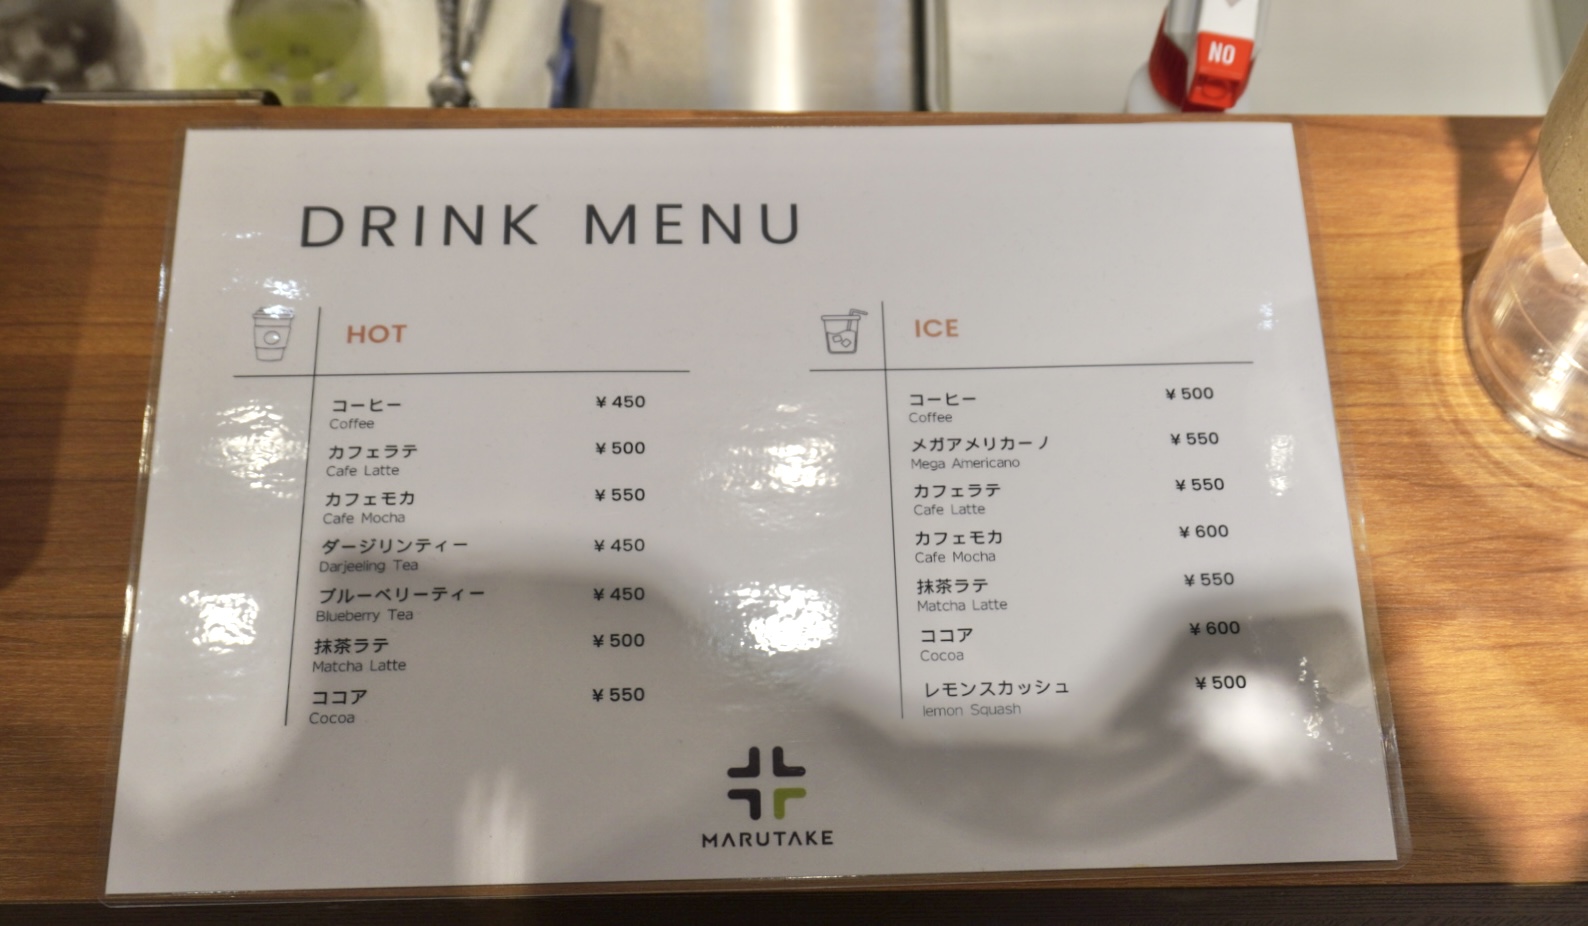 NO
DRINK MENU
HOT
コーヒー ¥450
Coffee
カフェラテ ¥500
Cafe Latte
カフェモカ ¥550
Cafe Mocha
ダージリンティー ¥450
Darjeeling Tea
ブルーベリーティー ¥450
Blueberry Tea
抹茶ラテ ¥500
Matcha Latte
ココア ¥550
Cocoa
ICE
コーヒー ¥500
Coffee
メガアメリカーノ ¥550
Mega Americano
カフェラテ ¥550
Cafe Latte
カフェモカ ¥600
Cafe Mocha
抹茶ラテ ¥550
Matcha Latte
ココア ¥600
Cocoa
レモンスカッシュ ¥500
lemon Squash
MARUTAKE